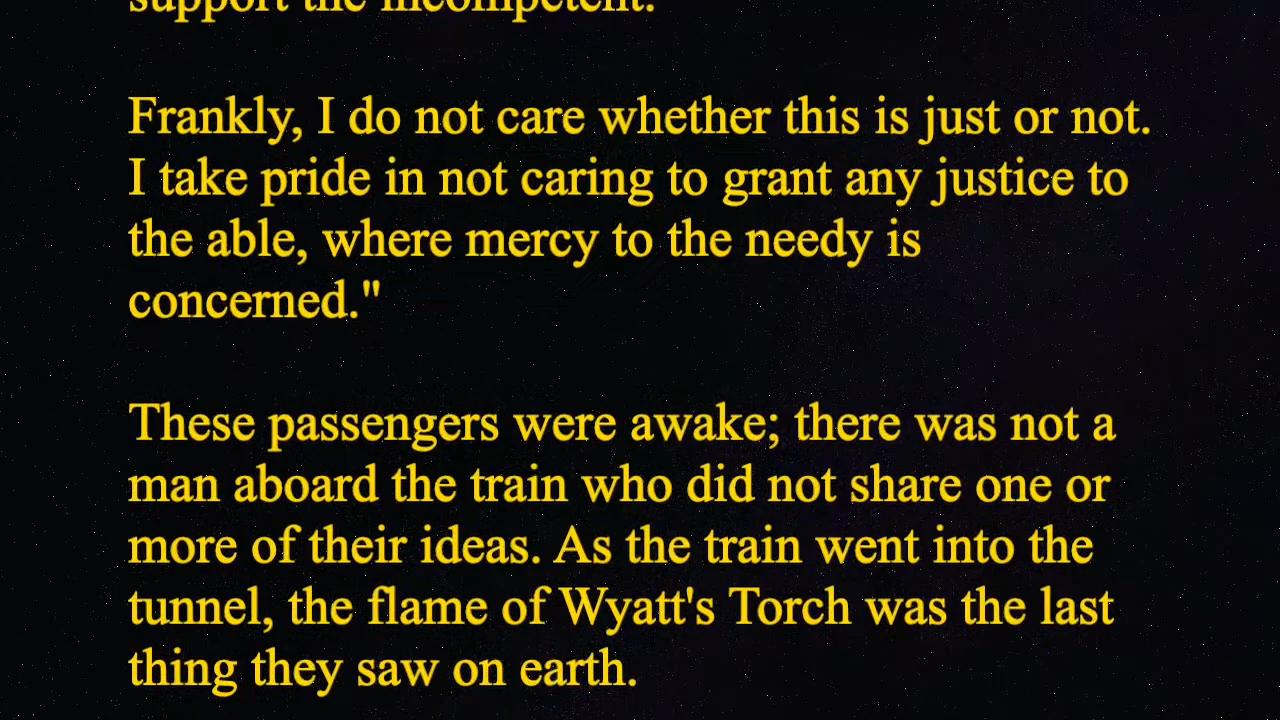 support the incompetent.
Frankly, I do not care whether this is just or not.
I take pride in not caring to grant any justice to
the able, where mercy to the needy is
concerned."
These passengers were awake; there was not a
man aboard the train who did not share one or
more of their ideas. As the train went into the
tunnel, the flame of Wyatt's Torch was the last
thing they saw on earth.